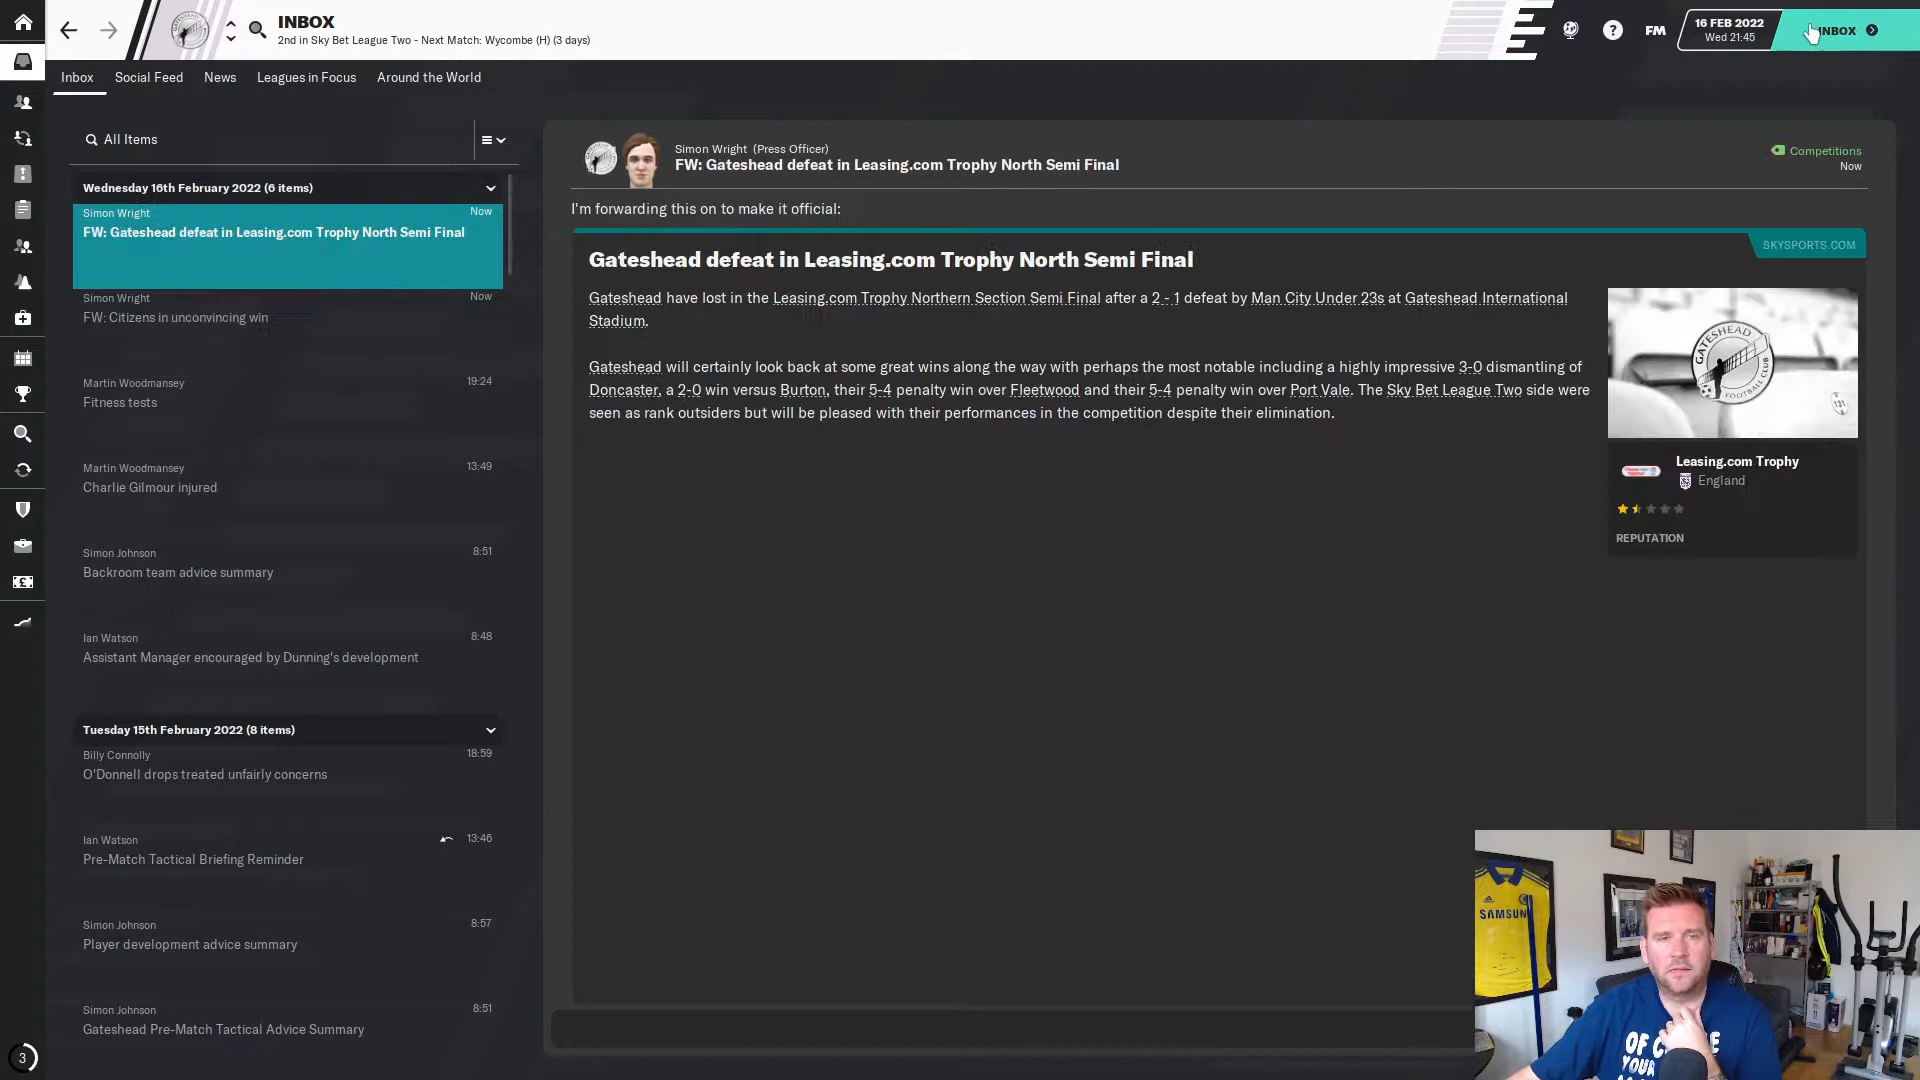 INBOX
2nd in Sky Bet League Two - Next Match: Wycombe (H) (3 days)
FM
16 FEB 2022
Wed 21:45
INBOX
Inbox
Social Feed
News
Leagues in Focus
Around the World
All Items
Wednesday 16th February 2022 (6 items)
Simon Wright
Now
FW: Gateshead defeat in Leasing.com Trophy North Semi Final
Simon Wright
Now
FW: Citizens in unconvincing win
Martin Woodmansey
19:24
Fitness tests
Martin Woodmansey
13:49
Charlie Gilmour injured
Simon Johnson
8:51
Backroom team advice summary
Ian Watson
8:48
Assistant Manager encouraged by Dunning's development
Tuesday 15th February 2022 (8 items)
Billy Connolly
18:59
O'Donnell drops treated unfairly concerns
Ian Watson
13:46
Pre-Match Tactical Briefing Reminder
Simon Johnson
8:57
Player development advice summary
Simon Johnson
8:51
Gateshead Pre-Match Tactical Advice Summary
3
Simon Wright (Press Officer)
FW: Gateshead defeat in Leasing.com Trophy North Semi Final
Competitions
Now
I'm forwarding this on to make it official:
SKYSPORTS.COM
Gateshead defeat in Leasing.com Trophy North Semi Final
Gateshead have lost in the Leasing.com Trophy Northern Section Semi Final after a 2 - 1 defeat by Man City Under 23s at Gateshead International
Stadium.
Gateshead will certainly look back at some great wins along the way with perhaps the most notable including a highly impressive 3-0 dismantling of
Doncaster, a 2-0 win versus Burton, their 5-4 penalty win over Fleetwood and their 5-4 penalty win over Port Vale. The Sky Bet League Two side were
seen as rank outsiders but will be pleased with their performances in the competition despite their elimination.
GATESHEAD
FOOTBALL CLUB
Leasing.com Trophy
England
REPUTATION
SAMSUNG
YOUR